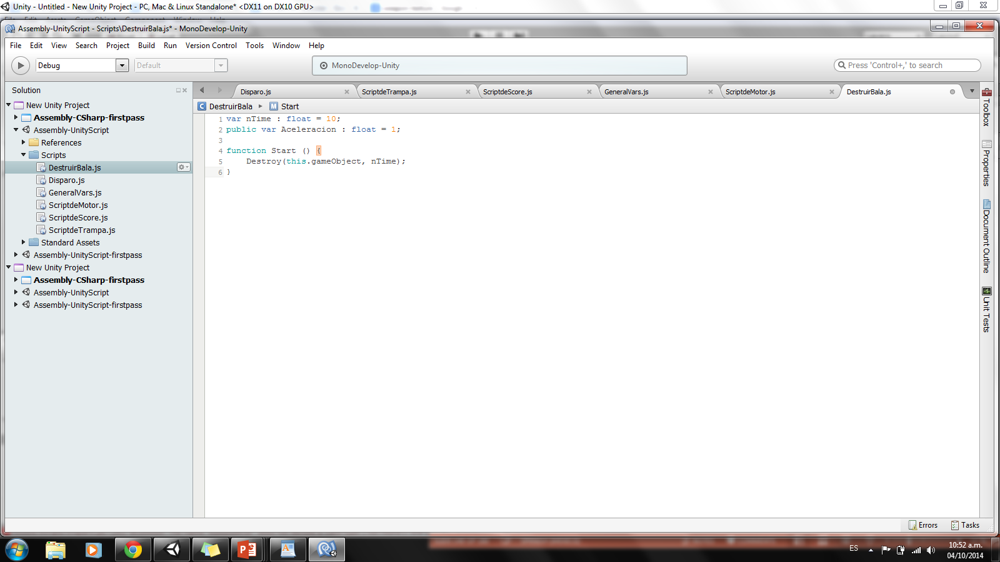 Unity - Untitled - New Unity Project - PC, Mac & Linux Standalone* <DX11 on DX10 GPU>
Assembly-UnityScript - Scripts\DestruirBala.js* - MonoDevelop-Unity
File Edit View Search Project Build Run Version Control Tools Window Help
Debug Default MonoDevelop-Unity Press 'Control+,' to search
Solution
New Unity Project
Assembly-CSharp-firstpass
Assembly-UnityScript
References
Scripts
DestruirBala.js
Disparo.js
GeneralVars.js
ScriptdeMotor.js
ScriptdeScore.js
ScriptdeTrampa.js
Standard Assets
Assembly-UnityScript-firstpass
New Unity Project
Assembly-CSharp-firstpass
Assembly-UnityScript
Assembly-UnityScript-firstpass
Disparo.js ScriptdeTrampa.js ScriptdeScore.js GeneralVars.js ScriptdeMotor.js DestruirBala.js
C DestruirBala M Start
1 var nTime : float = 10;
2 public var Aceleracion : float = 1;
3
4 function Start () {
5 Destroy(this.gameObject, nTime);
6 }
Toolbox
Properties
Document Outline
Unit Tests
Errors Tasks
ES
10:52 a.m.
04/10/2014